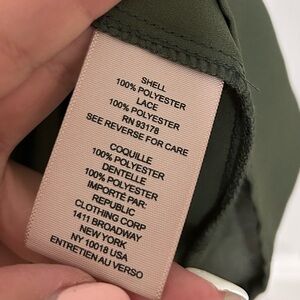 SHELL
100% POLYESTER
LACE
100% POLYESTER
RN 93178
SEE REVERSE FOR CARE
COQUILLE
100% POLYESTER
DENTELLE
100% POLYESTER
IMPORTÉ PAR:
REPUBLIC
CLOTHING CORP
1411 BROADWAY
NEW YORK
NY 10018 USA
ENTRETIEN AU VERSO